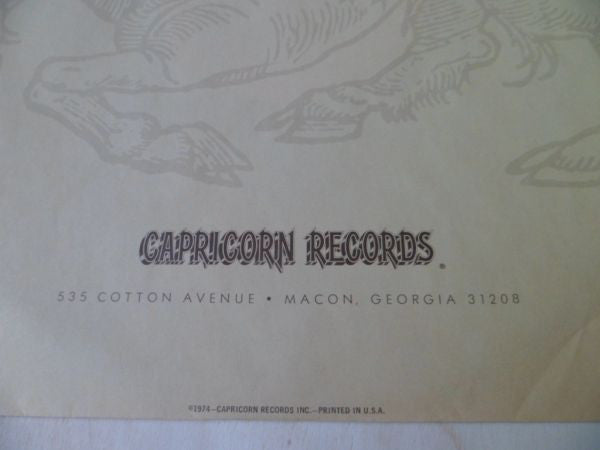 CAPRICORN RECORDS ®
535 COTTON AVENUE • MACON, GEORGIA 31208
©1974—CAPRICORN RECORDS INC.—PRINTED IN U.S.A.